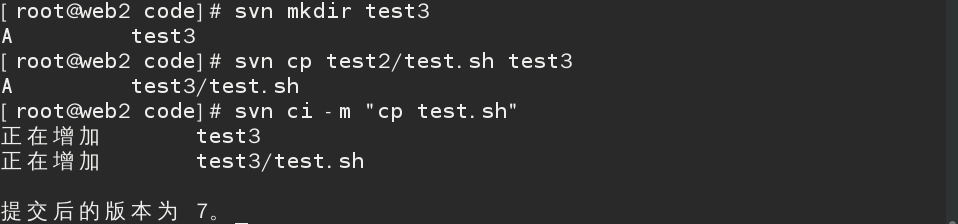 [root@web2 code]# svn mkdir test3
A         test3
[root@web2 code]# svn cp test2/test.sh test3
A         test3/test.sh
[root@web2 code]# svn ci -m "cp test.sh"
正在增加       test3
正在增加       test3/test.sh
提交后的版本为 7。